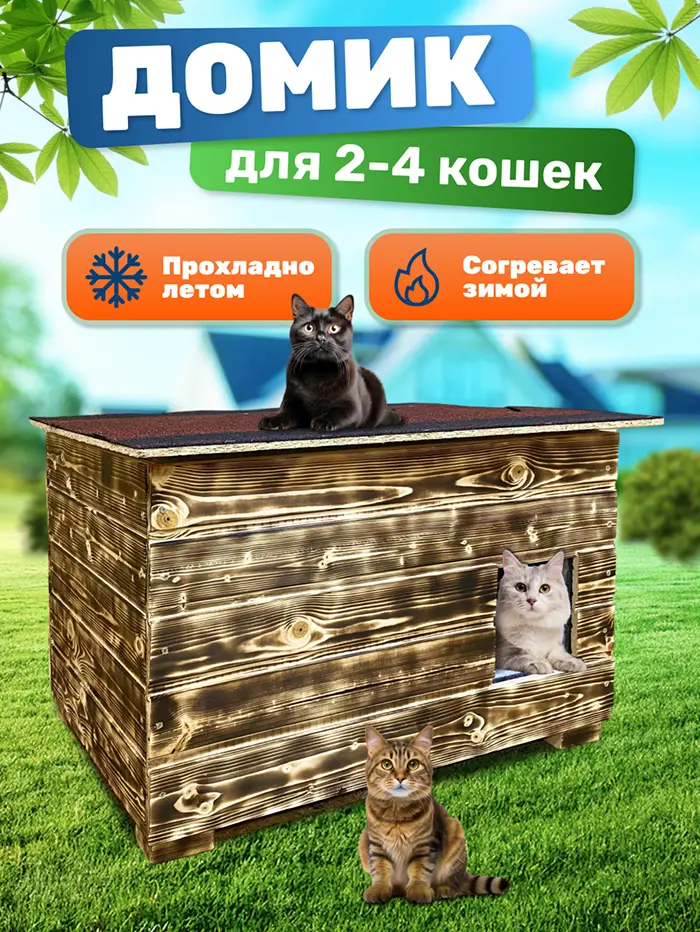 ДОМИК
для 2-4 кошек
Прохладно
летом
Согревает
зимой